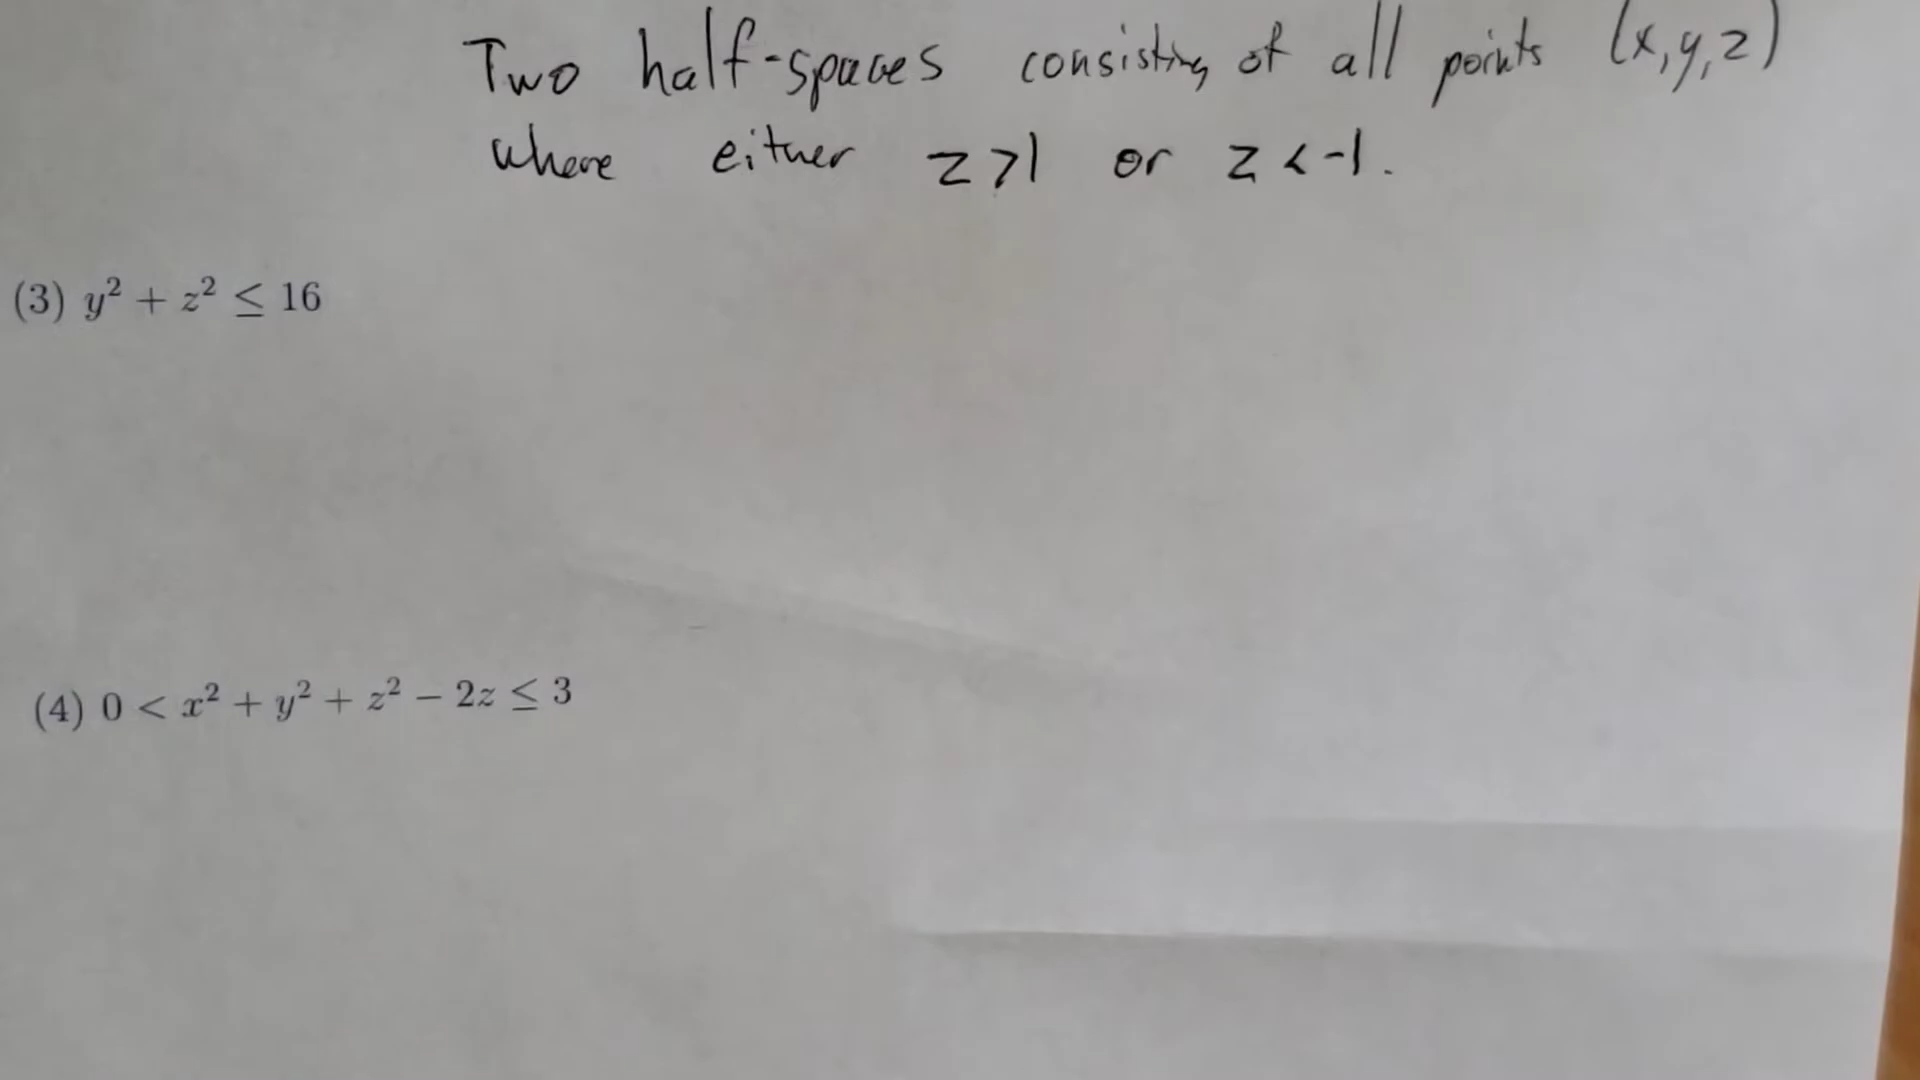 Two half-spaces consisting of all points (x,y,z)
where either z>1 or z<-1.
(3) y² + z² ≤ 16
(4) 0 < x² + y² + z² − 2z ≤ 3